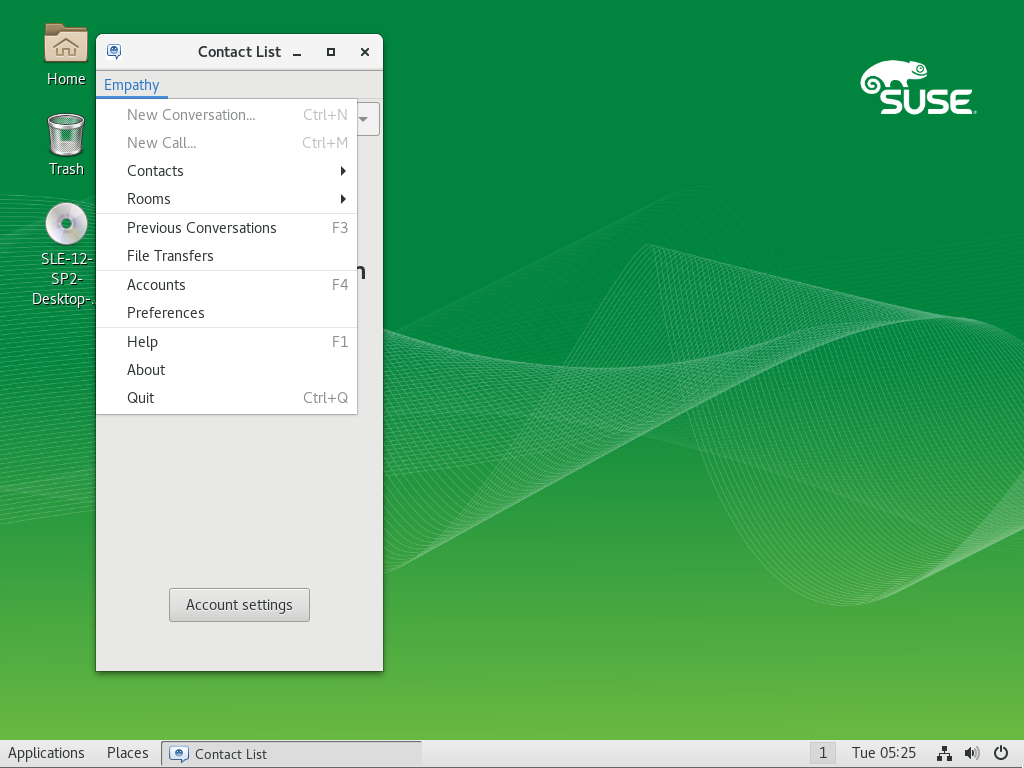 Home
Trash
SLE-12-
SP2-
Desktop-...
Contact List
Empathy
New Conversation... Ctrl+N
New Call... Ctrl+M
Contacts
Rooms
Previous Conversations F3
File Transfers
Accounts F4
Preferences
Help F1
About
Quit Ctrl+Q
n
Account settings
SUSE
Applications Places Contact List 1 Tue 05:25